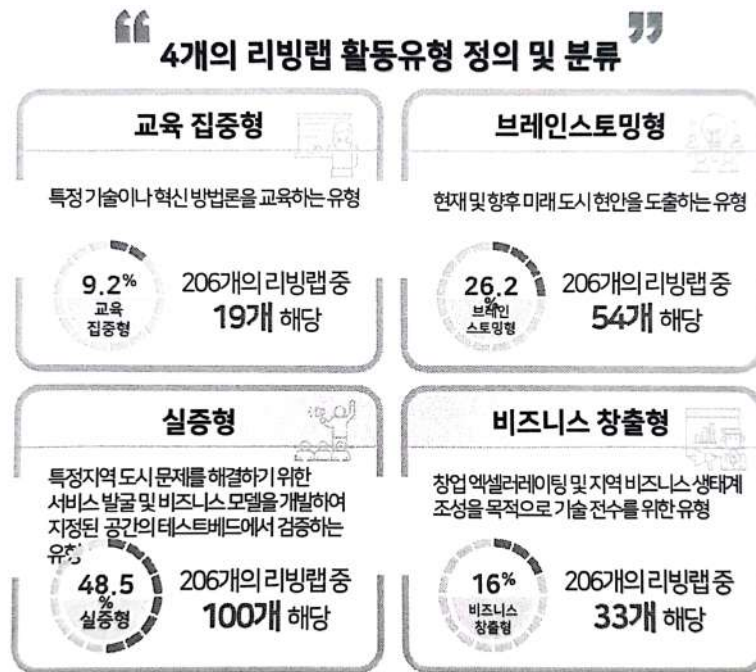 “ 4개의 리빙랩 활동유형 정의 및 분류 ”
교육 집중형
특정 기술이나 혁신 방법론을 교육하는 유형
9.2%
교육
집중형
206개의 리빙랩 중
19개 해당
브레인스토밍형
현재 및 향후 미래 도시 현안을 도출하는 유형
26.2
%
브레인
스토밍형
206개의 리빙랩 중
54개 해당
실증형
특정지역 도시 문제를 해결하기 위한
서비스 발굴 및 비즈니스 모델을 개발하여
지정된 공간의 테스트베드에서 검증하는
유형
48.5
%
실증형
206개의 리빙랩 중
100개 해당
비즈니스 창출형
창업 엑셀러레이팅 및 지역 비즈니스 생태계
조성을 목적으로 기술 전수를 위한 유형
16%
비즈니스
창출형
206개의 리빙랩 중
33개 해당